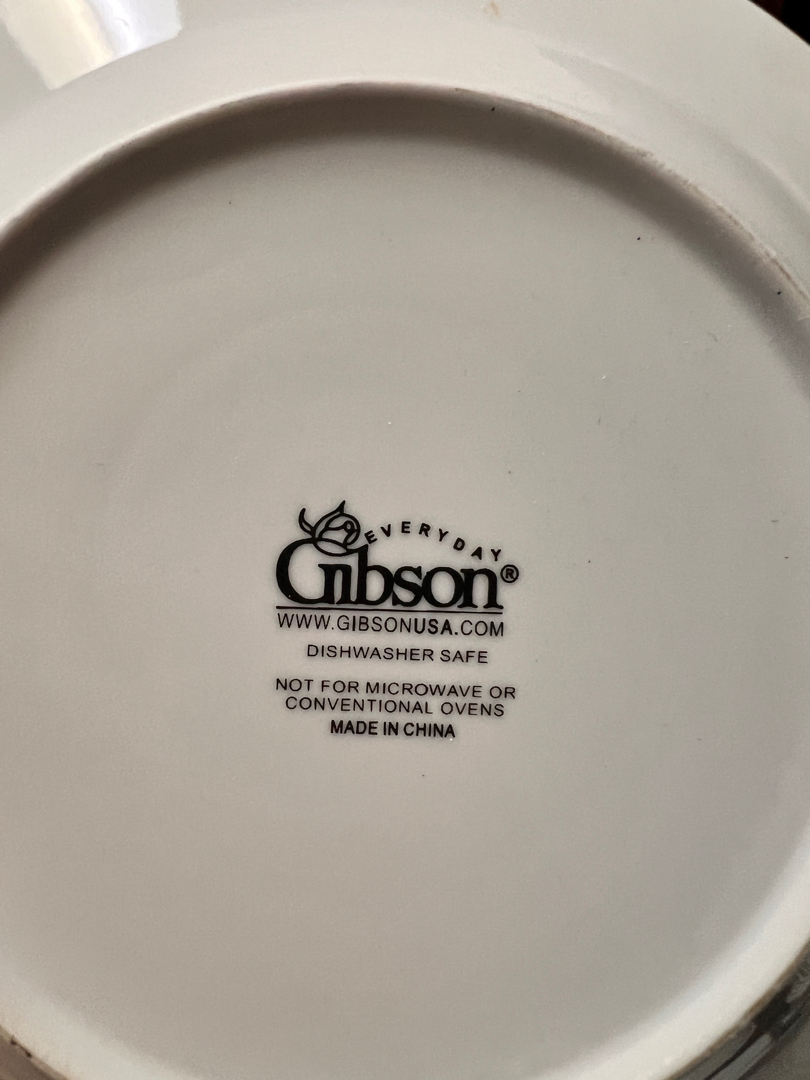 EVERYDAY
Gibson®
WWW.GIBSONUSA.COM
DISHWASHER SAFE
NOT FOR MICROWAVE OR
CONVENTIONAL OVENS
MADE IN CHINA